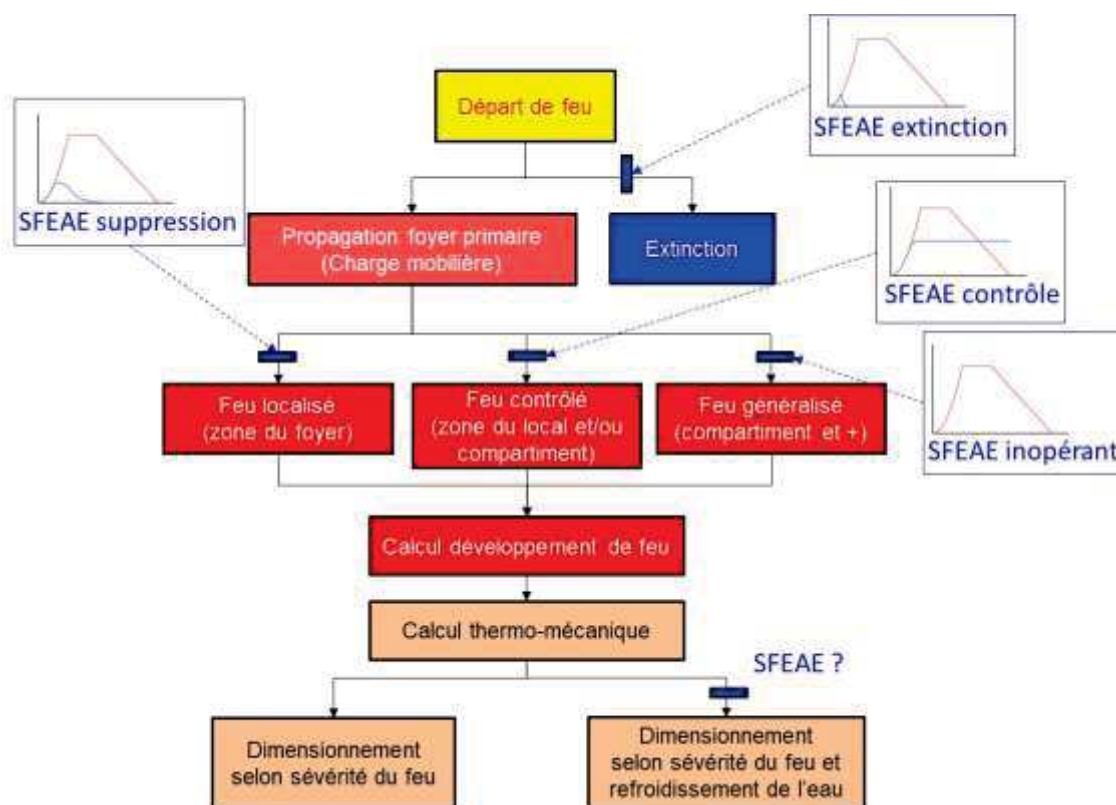 Départ de feu
SFEAE extinction
SFEAE suppression
Propagation foyer primaire
(Charge mobilière)
Extinction
SFEAE contrôle
Feu localisé
(zone du foyer)
Feu contrôlé
(zone du local et/ou
compartiment)
Feu généralisé
(compartiment et +)
SFEAE inopérant
Calcul développement de feu
Calcul thermo-mécanique
SFEAE ?
Dimensionnement
selon sévérité du feu
Dimensionnement
selon sévérité du feu et
refroidissement de l'eau